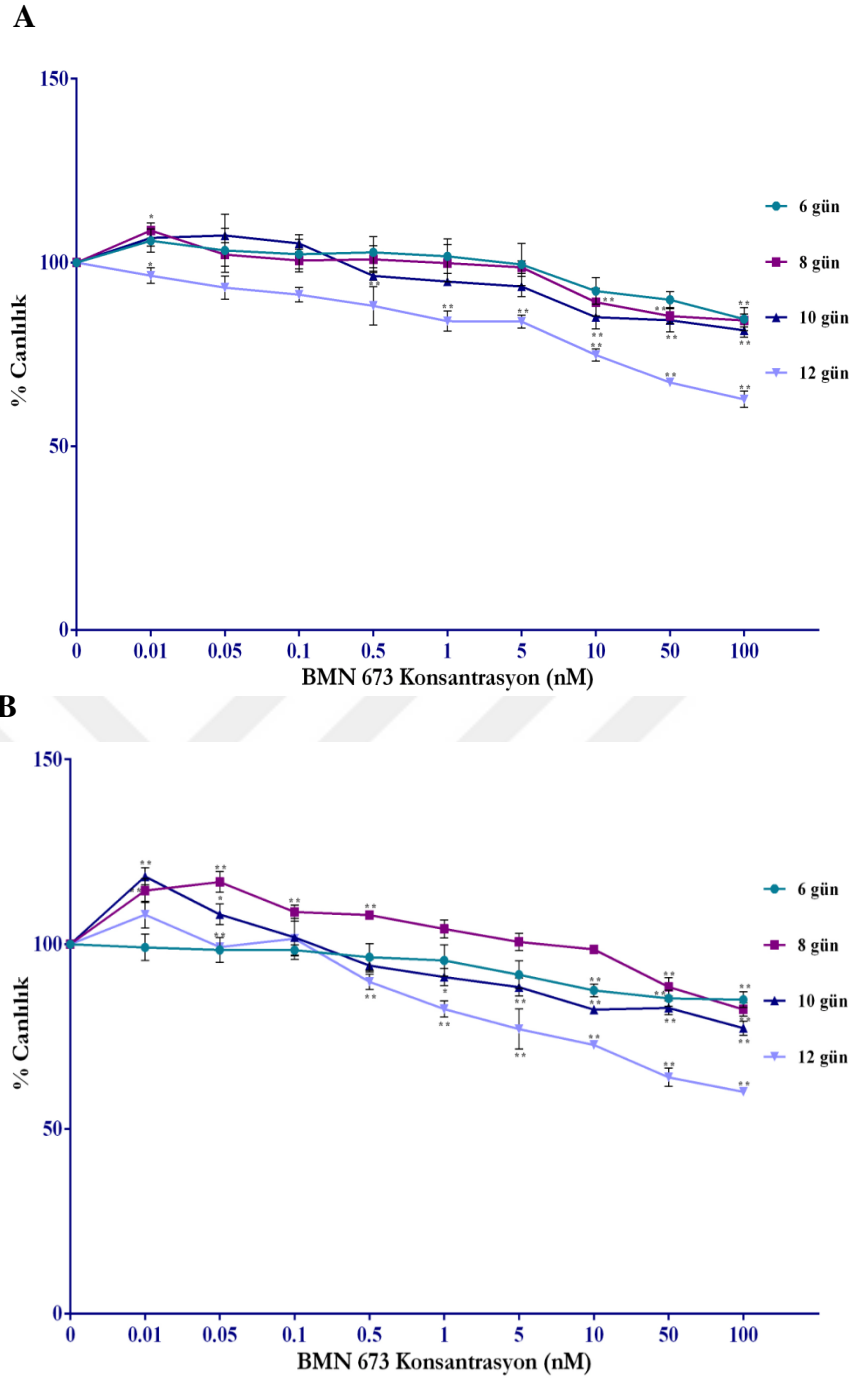 A
150
100
50
0
% Canlılık
0 0.01 0.05 0.1 0.5 1 5 10 50 100
BMN 673 Konsantrasyon (nM)
6 gün
8 gün
10 gün
12 gün
* * ** ** ** ** ** ** ** ** ** ** ** **
B
150
100
50
0
% Canlılık
0 0.01 0.05 0.1 0.5 1 5 10 50 100
BMN 673 Konsantrasyon (nM)
6 gün
8 gün
10 gün
12 gün